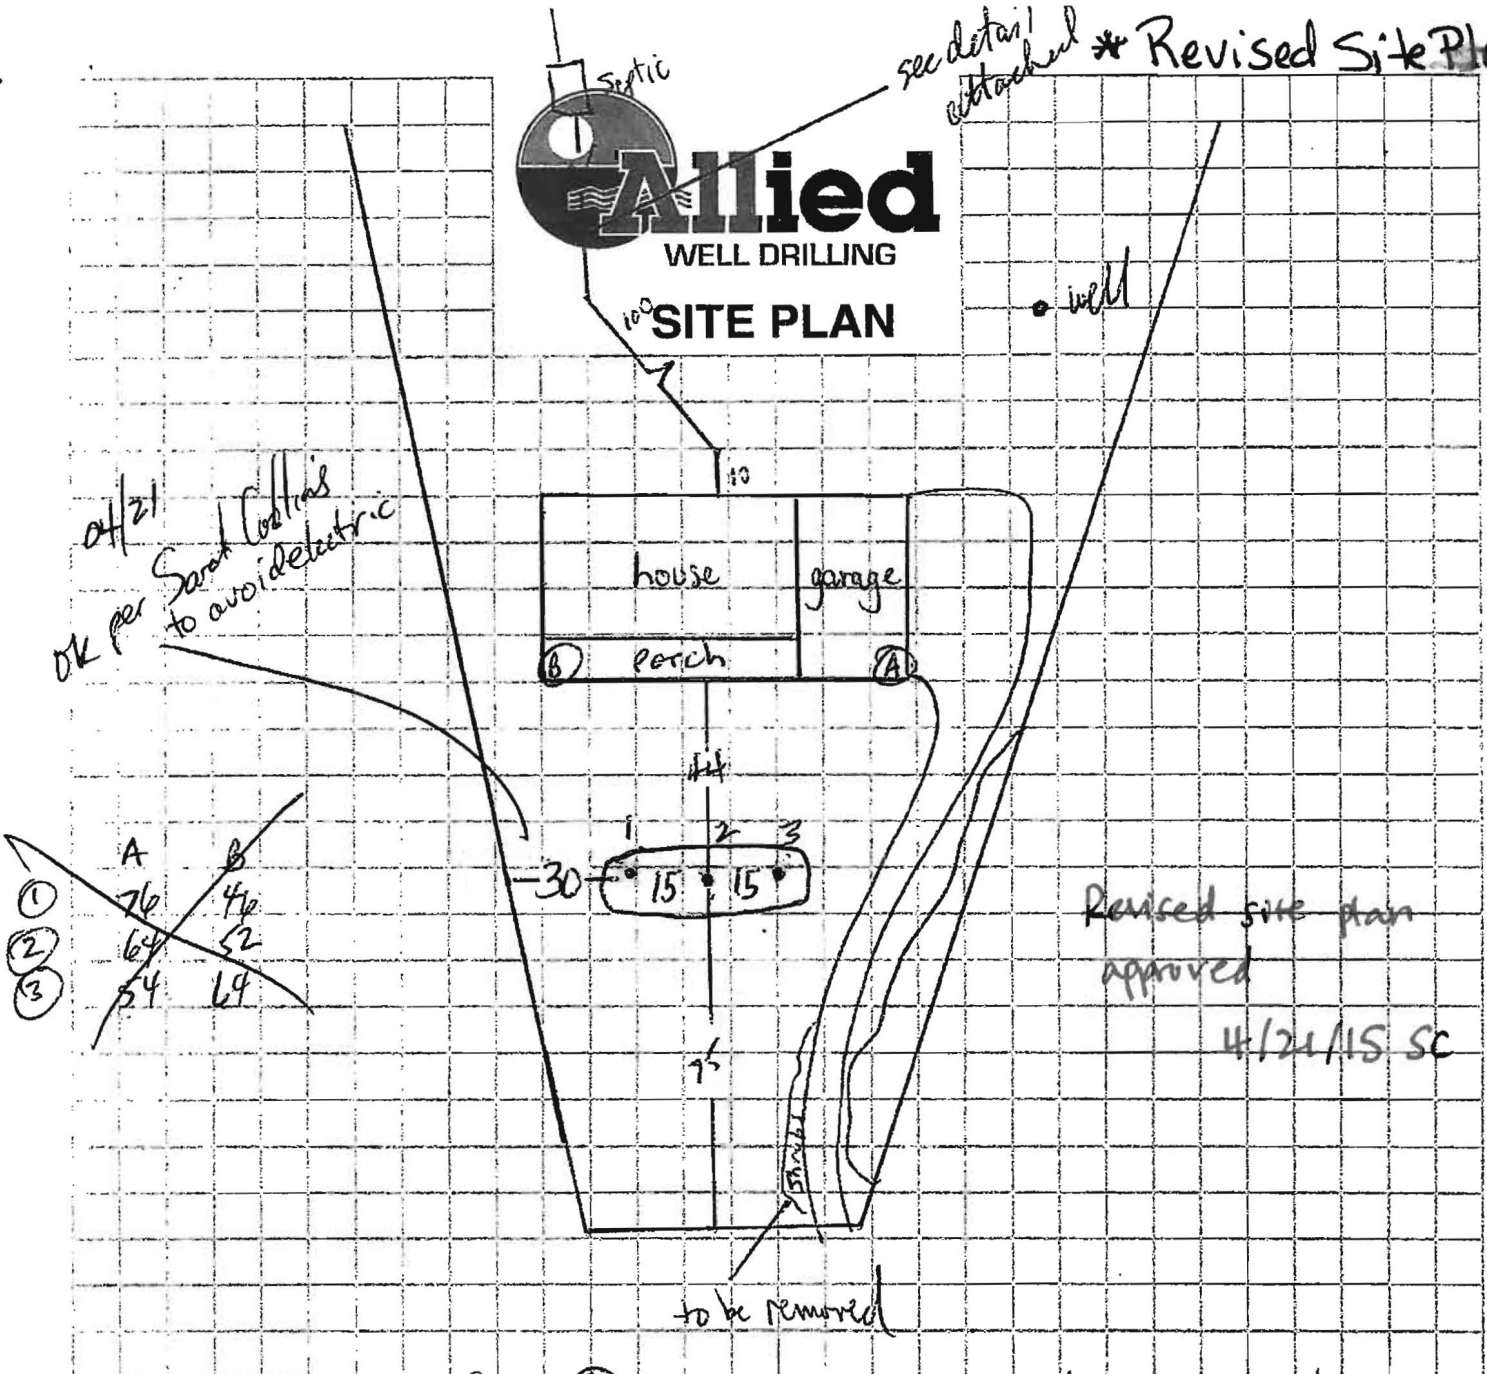 Septic
see detail
attached
* Revised Site Pl
Allied
WELL DRILLING
SITE PLAN
100
well
10
04/21
ok per Sarah Collins
to avoid electric
house
garage
B
porch
A
44
1 2 3
30 15 15
A B
① 76 46
② 64 52
③ 54 64
Revised site plan
approved
4/21/15 SC
Shrubs
to be removed